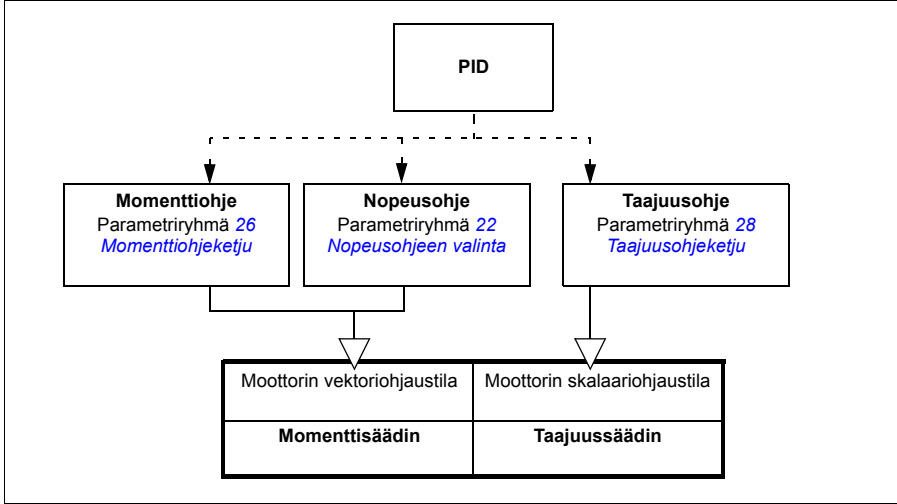 PID
Momenttiohje
Parametriryhmä 26
Momenttiohjeketju
Nopeusohje
Parametriryhmä 22
Nopeusohjeen valinta
Taajuusohje
Parametriryhmä 28
Taajuusohjeketju
Moottorin vektoriohjaustila
Moottorin skalaariohjaustila
Momenttisäädin
Taajuussäädin